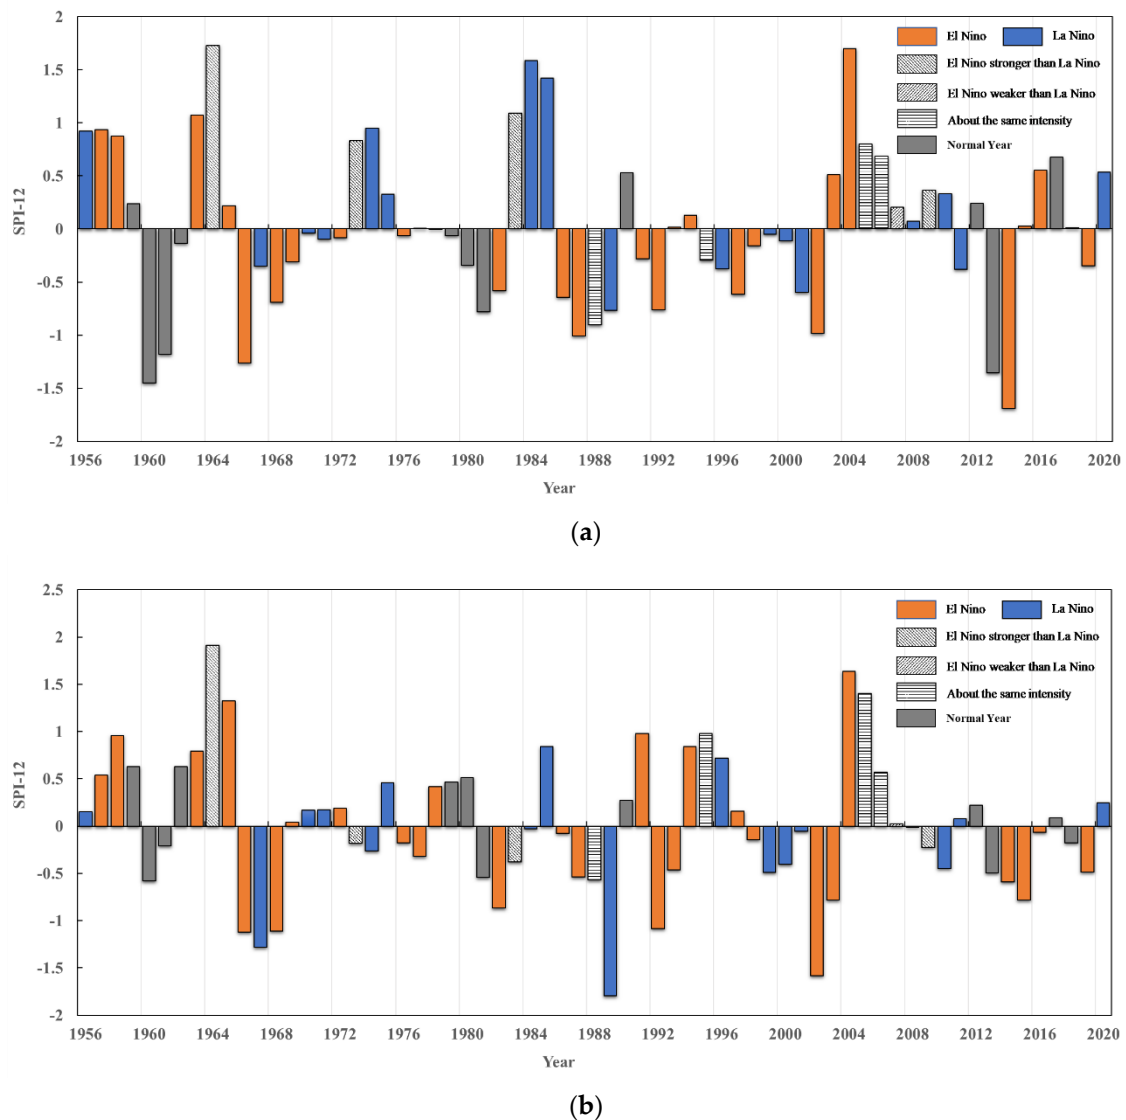 2
1.5
1
0.5
0
-0.5
-1
-1.5
-2
SPI-12
El Nino La Nino
El Nino stronger than La Nino
El Nino weaker than La Nino
About the same intensity
Normal Year
1956 1960 1964 1968 1972 1976 1980 1984 1988 1992 1996 2000 2004 2008 2012 2016 2020
Year
(a)
2.5
2
1.5
1
0.5
0
-0.5
-1
-1.5
-2
SPI-12
El Nino La Nino
El Nino stronger than La Nino
El Nino weaker than La Nino
About the same intensity
Normal Year
1956 1960 1964 1968 1972 1976 1980 1984 1988 1992 1996 2000 2004 2008 2012 2016 2020
Year
(b)